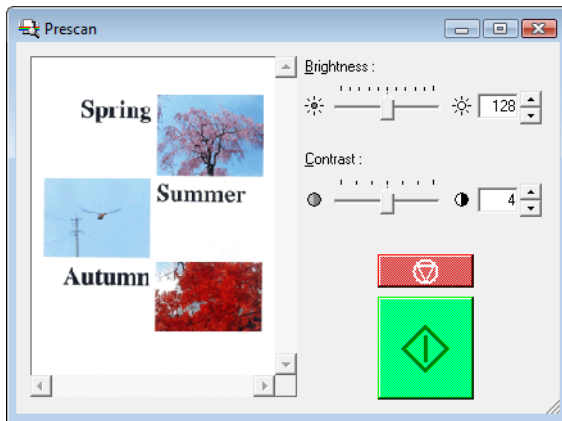 Prescan
Brightness :
128
Contrast :
4
Spring
Summer
Autumn